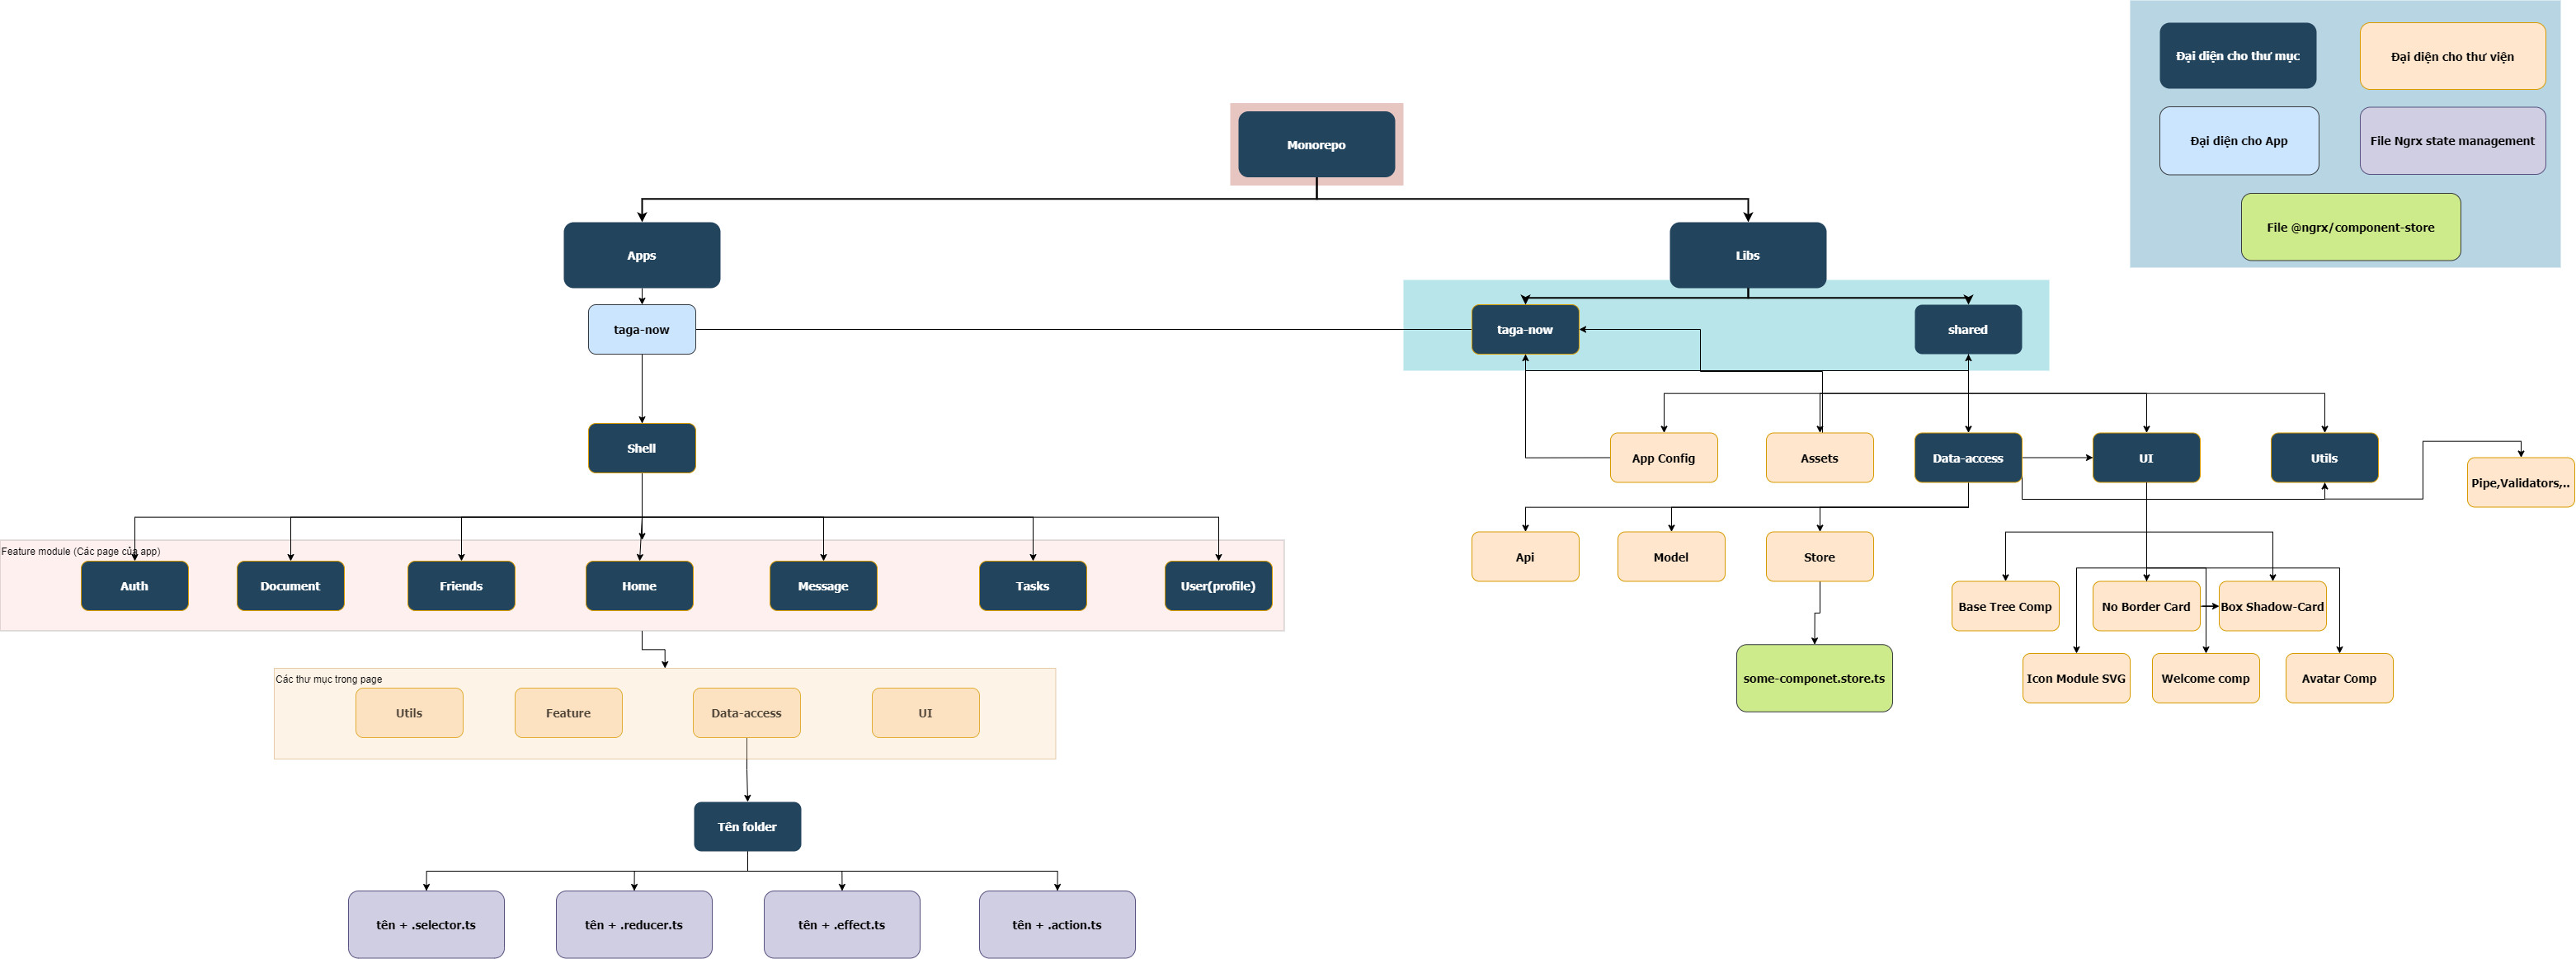 Đại diện cho thư mục
Đại diện cho thư viện
Đại diện cho App
File Ngrx state management
File @ngrx/component-store
Monorepo
Apps
Libs
taga-now
taga-now
shared
Shell
App Config
Assets
Data-access
UI
Utils
Pipe,Validators,..
Feature module (Các page của app)
Auth
Document
Friends
Home
Message
Tasks
User(profile)
Api
Model
Store
Base Tree Comp
No Border Card
Box Shadow-Card
Icon Module SVG
Welcome comp
Avatar Comp
some-componet.store.ts
Các thư mục trong page
Utils
Feature
Data-access
UI
Tên folder
tên + .selector.ts
tên + .reducer.ts
tên + .effect.ts
tên + .action.ts